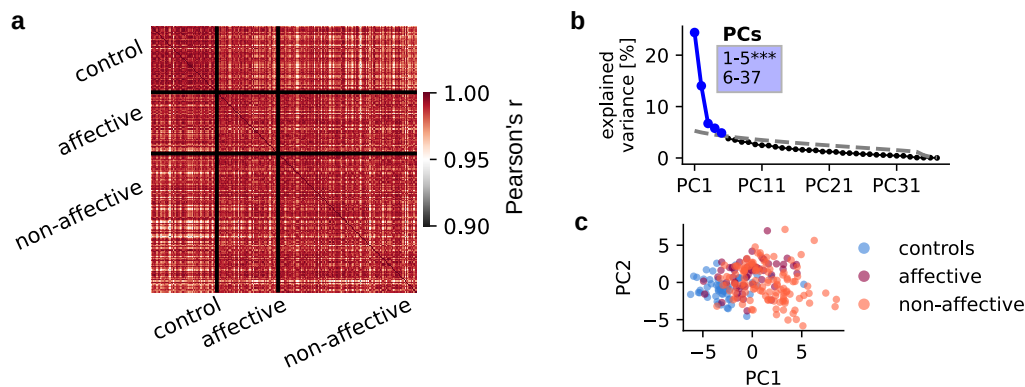 a
control
affective
non-affective
control
affective
non-affective
1.00
0.95
0.90
Pearson's r
b
explained
variance [%]
20
10
0
PC1
PC11
PC21
PC31
PCs
1-5***
6-37
c
PC2
5
0
−5
−5
0
5
PC1
controls
affective
non-affective